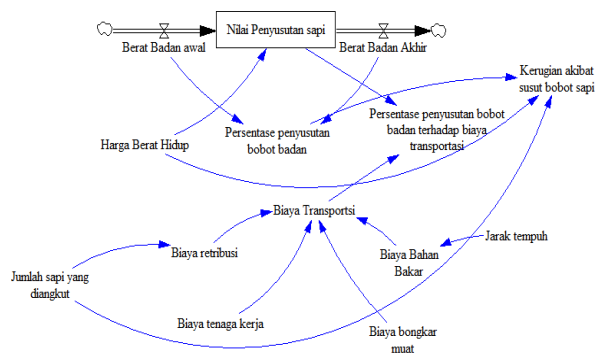 Nilai Penyusutan sapi
Berat Badan awal
Berat Badan Akhir
Kerugian akibat
susut bobot sapi
Persentase penyusutan
bobot badan
Persentase penyusutan bobot
badan terhadap biaya
transportasi
Harga Berat Hidup
Biaya Transportsi
Biaya retribusi
Biaya Bahan
Bakar
Jarak tempuh
Jumlah sapi yang
diangkut
Biaya tenaga kerja
Biaya bongkar
muat